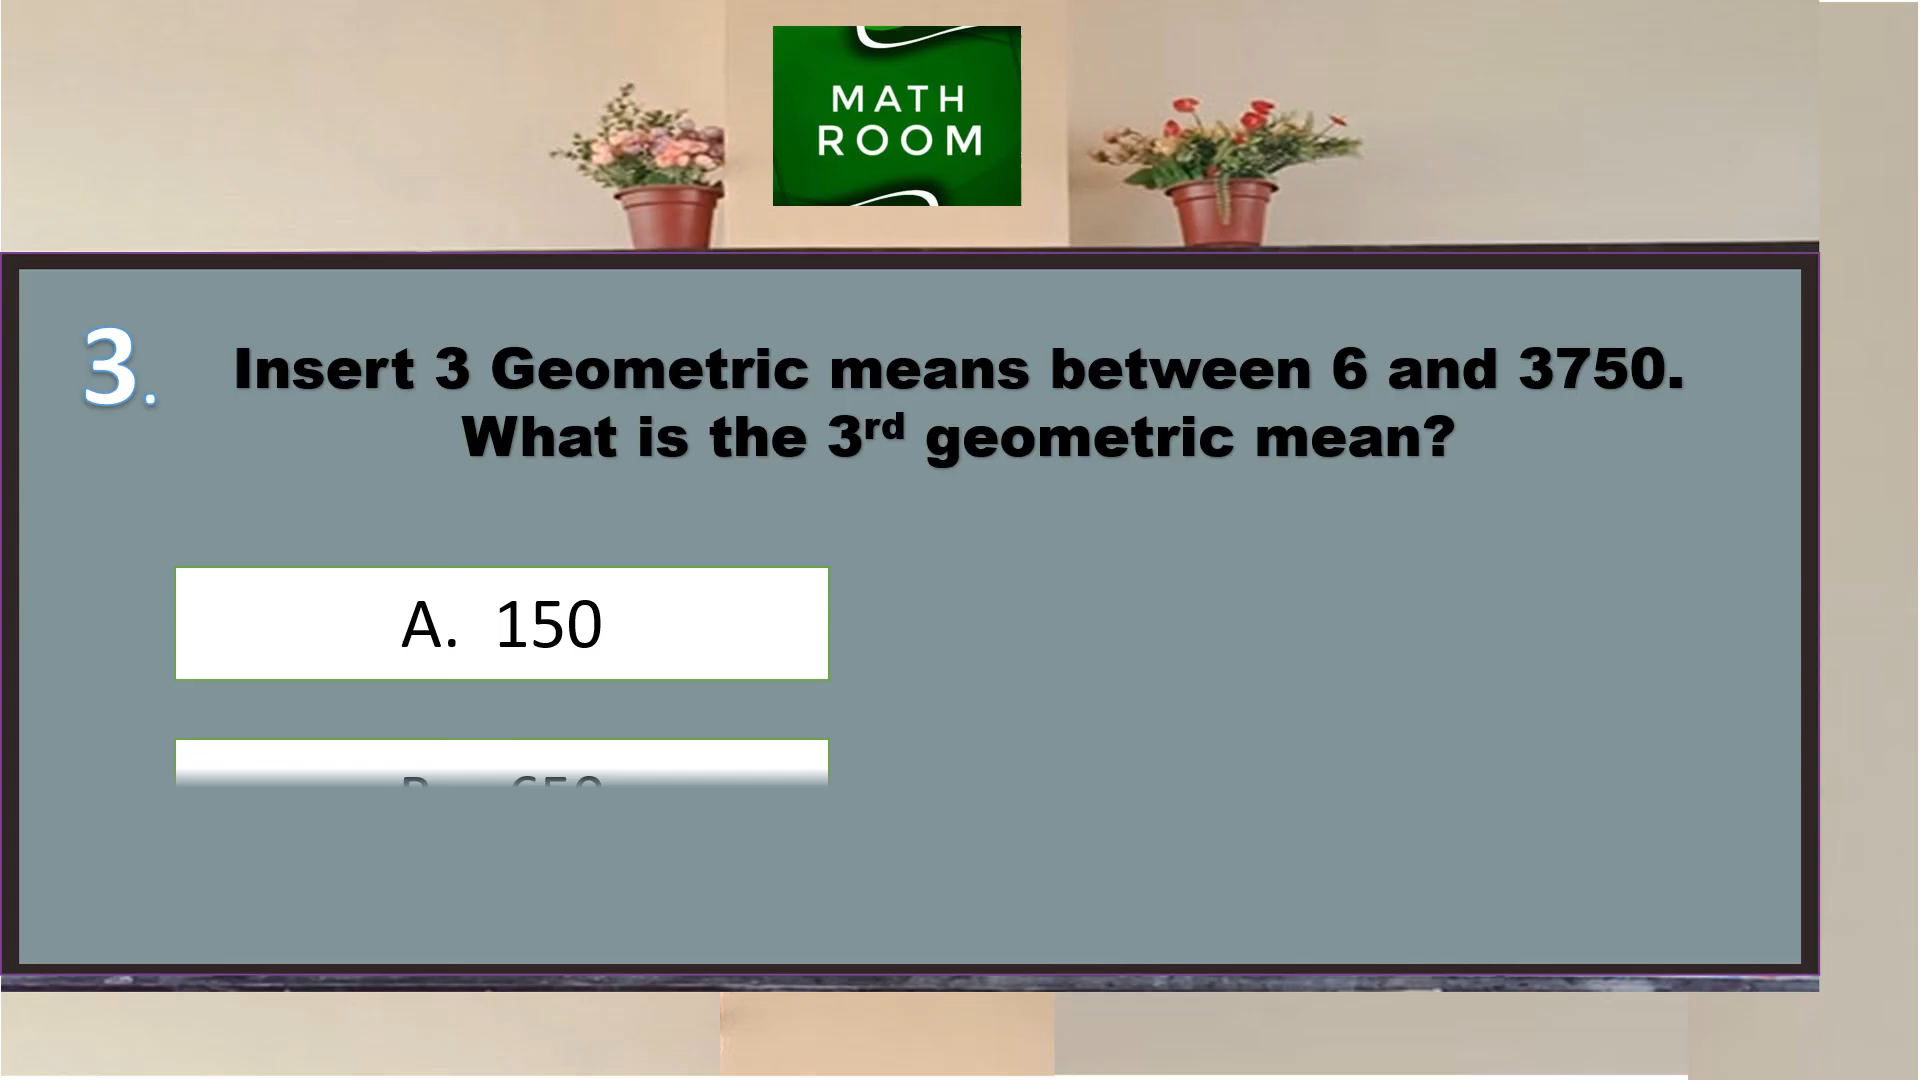 MATH
ROOM
3.
Insert 3 Geometric means between 6 and 3750.
What is the 3rd geometric mean?
A. 150